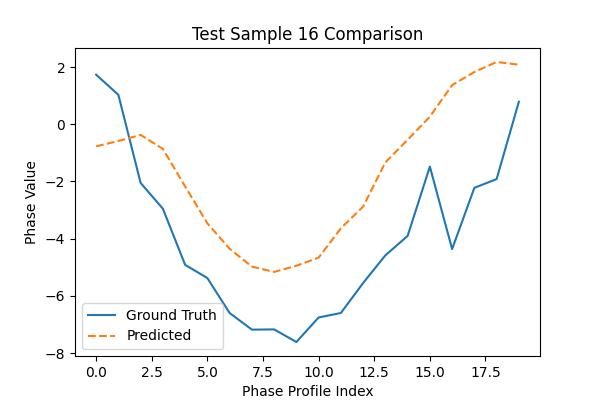 Test Sample 16 Comparison
Phase Value
2
0
−2
−4
−6
−8
Ground Truth
Predicted
0.0 2.5 5.0 7.5 10.0 12.5 15.0 17.5
Phase Profile Index